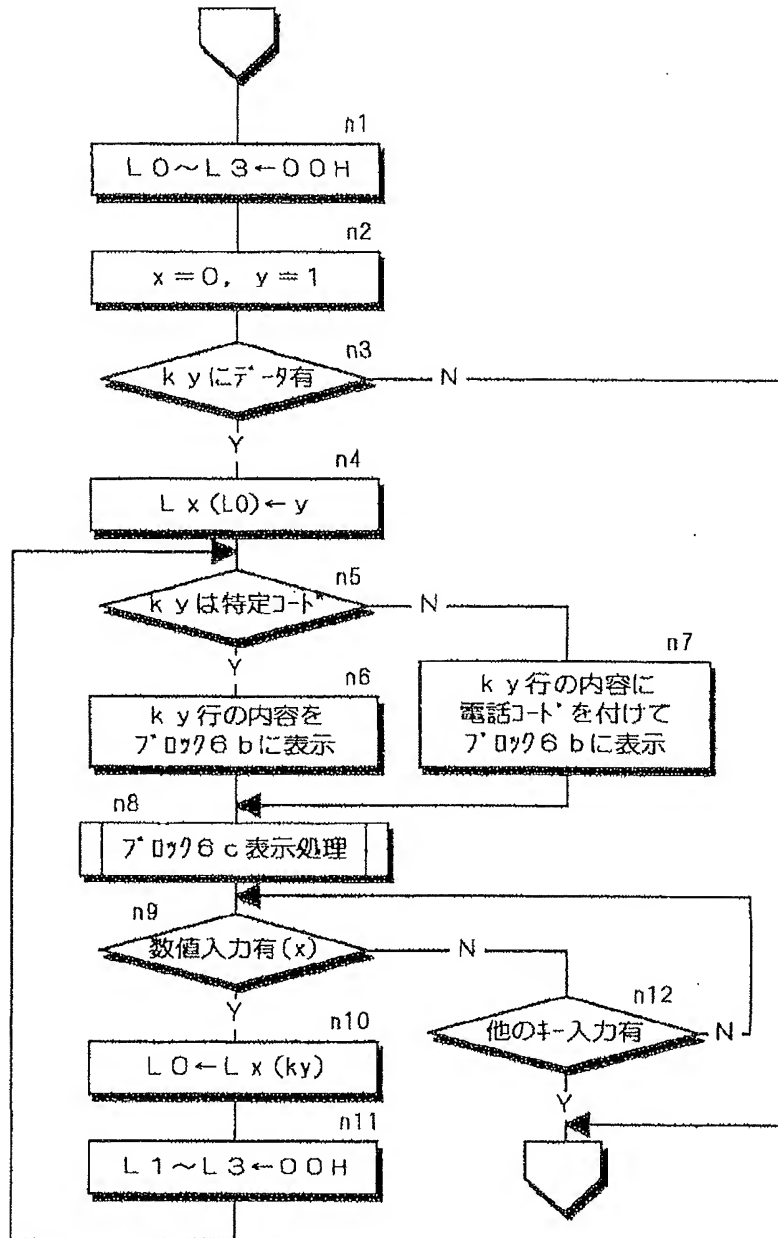 n1
L0～L3←00H
n2
x＝0, y＝1
n3
kyにデータ有
N
Y
n4
Lx(L0)←y
n5
kyは特定コード
N
Y
n6
ky行の内容を
ブロック6bに表示
n7
ky行の内容に
電話コードを付けて
ブロック6bに表示
n8
ブロック6c表示処理
n9
数値入力有(x)
N
Y
n12
他のキー入力有
N
Y
n10
L0←Lx(ky)
n11
L1～L3←00H